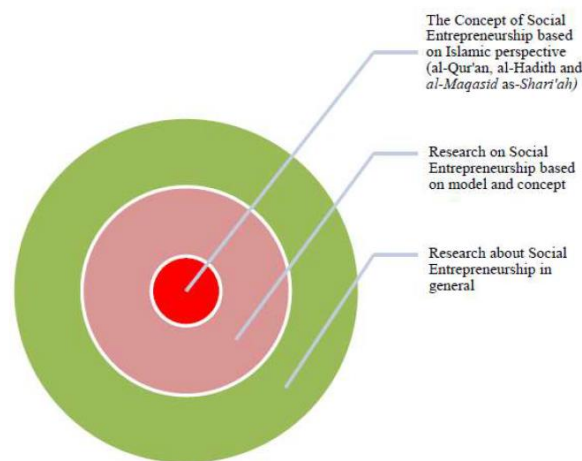 The Concept of Social
Entrepreneurship based
on Islamic perspective
(al-Qur'an, al-Hadith and
al-Maqasid as-Shari'ah)
Research on Social
Entrepreneurship based
on model and concept
Research about Social
Entrepreneurship in
general